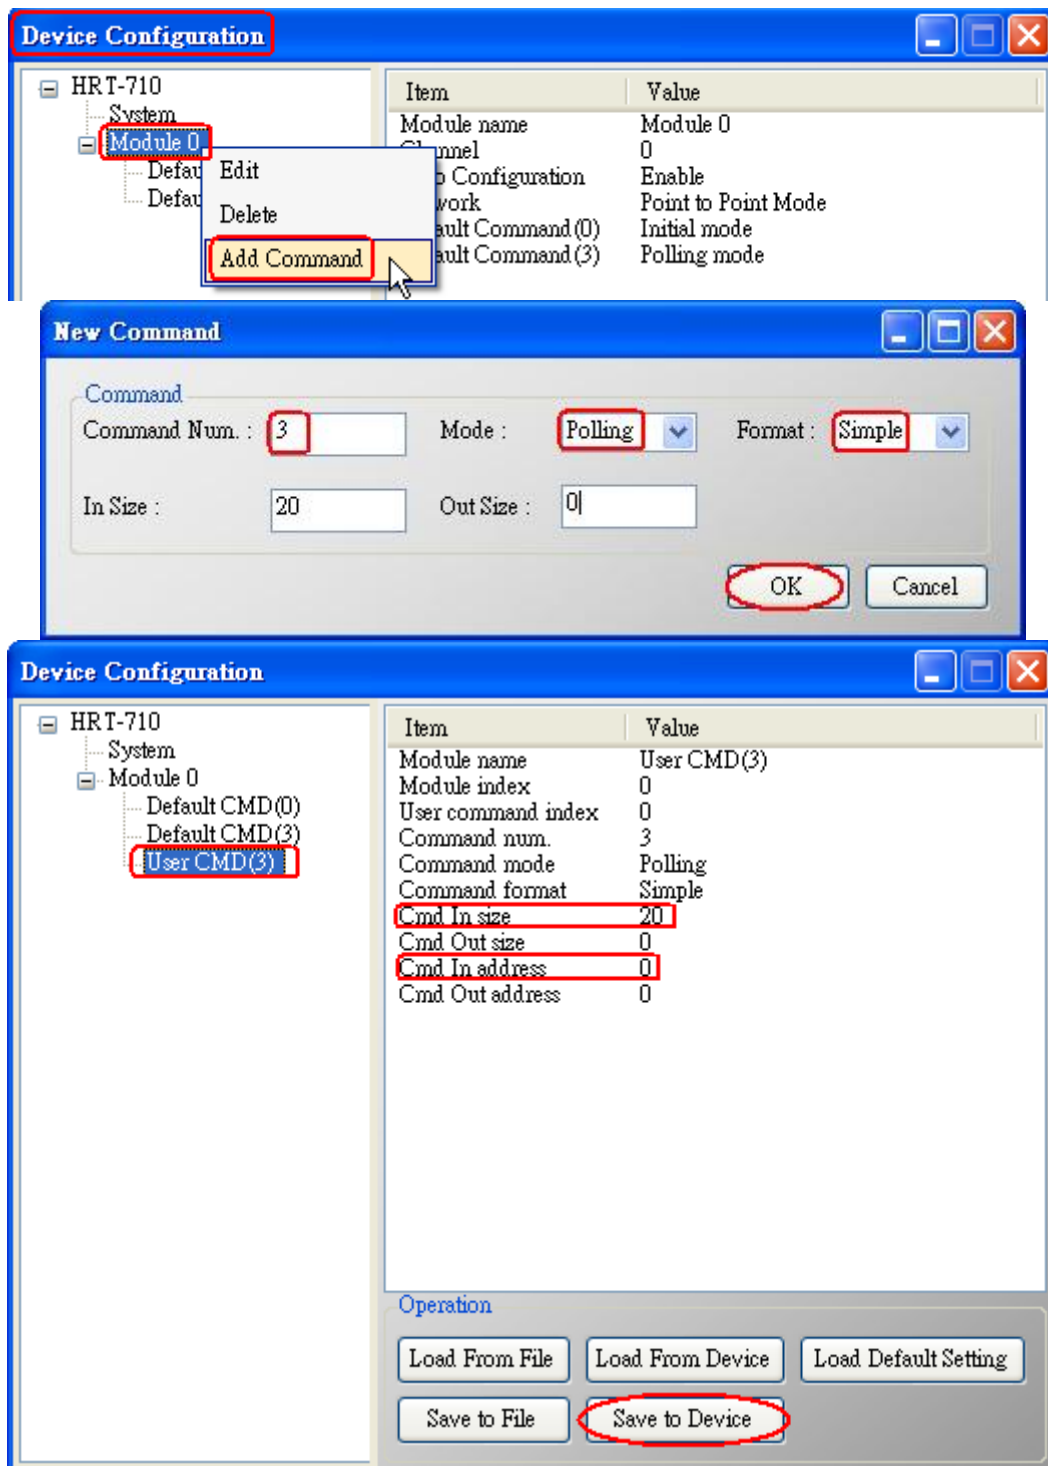 Device Configuration
HRT-710
System
Module 0
Edit
Delete
Add Command
Item Value
Module name Module 0
Channel 0
Configuration Enable
Point to Point Mode
Command(0) Initial mode
Command(3) Polling mode
New Command
Command
Command Num. : 3 Mode : Polling Format : Simple
In Size : 20 Out Size : 0
OK Cancel
Device Configuration
HRT-710
System
Module 0
Default CMD(0)
Default CMD(3)
User CMD(3)
Item Value
Module name User CMD(3)
Module index 0
User command index 0
Command num. 3
Command mode Polling
Command format Simple
Cmd In size 20
Cmd Out size 0
Cmd In address 0
Cmd Out address 0
Operation
Load From File Load From Device Load Default Setting
Save to File Save to Device